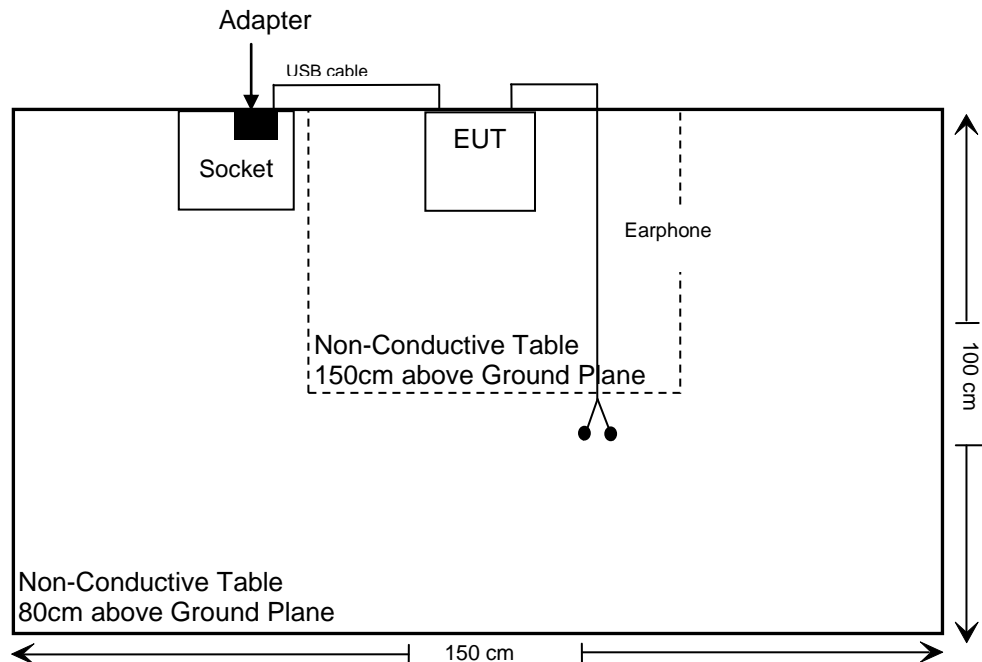 Adapter
USB cable
EUT
Socket
Earphone
Non-Conductive Table
150cm above Ground Plane
100 cm
Non-Conductive Table
80cm above Ground Plane
150 cm